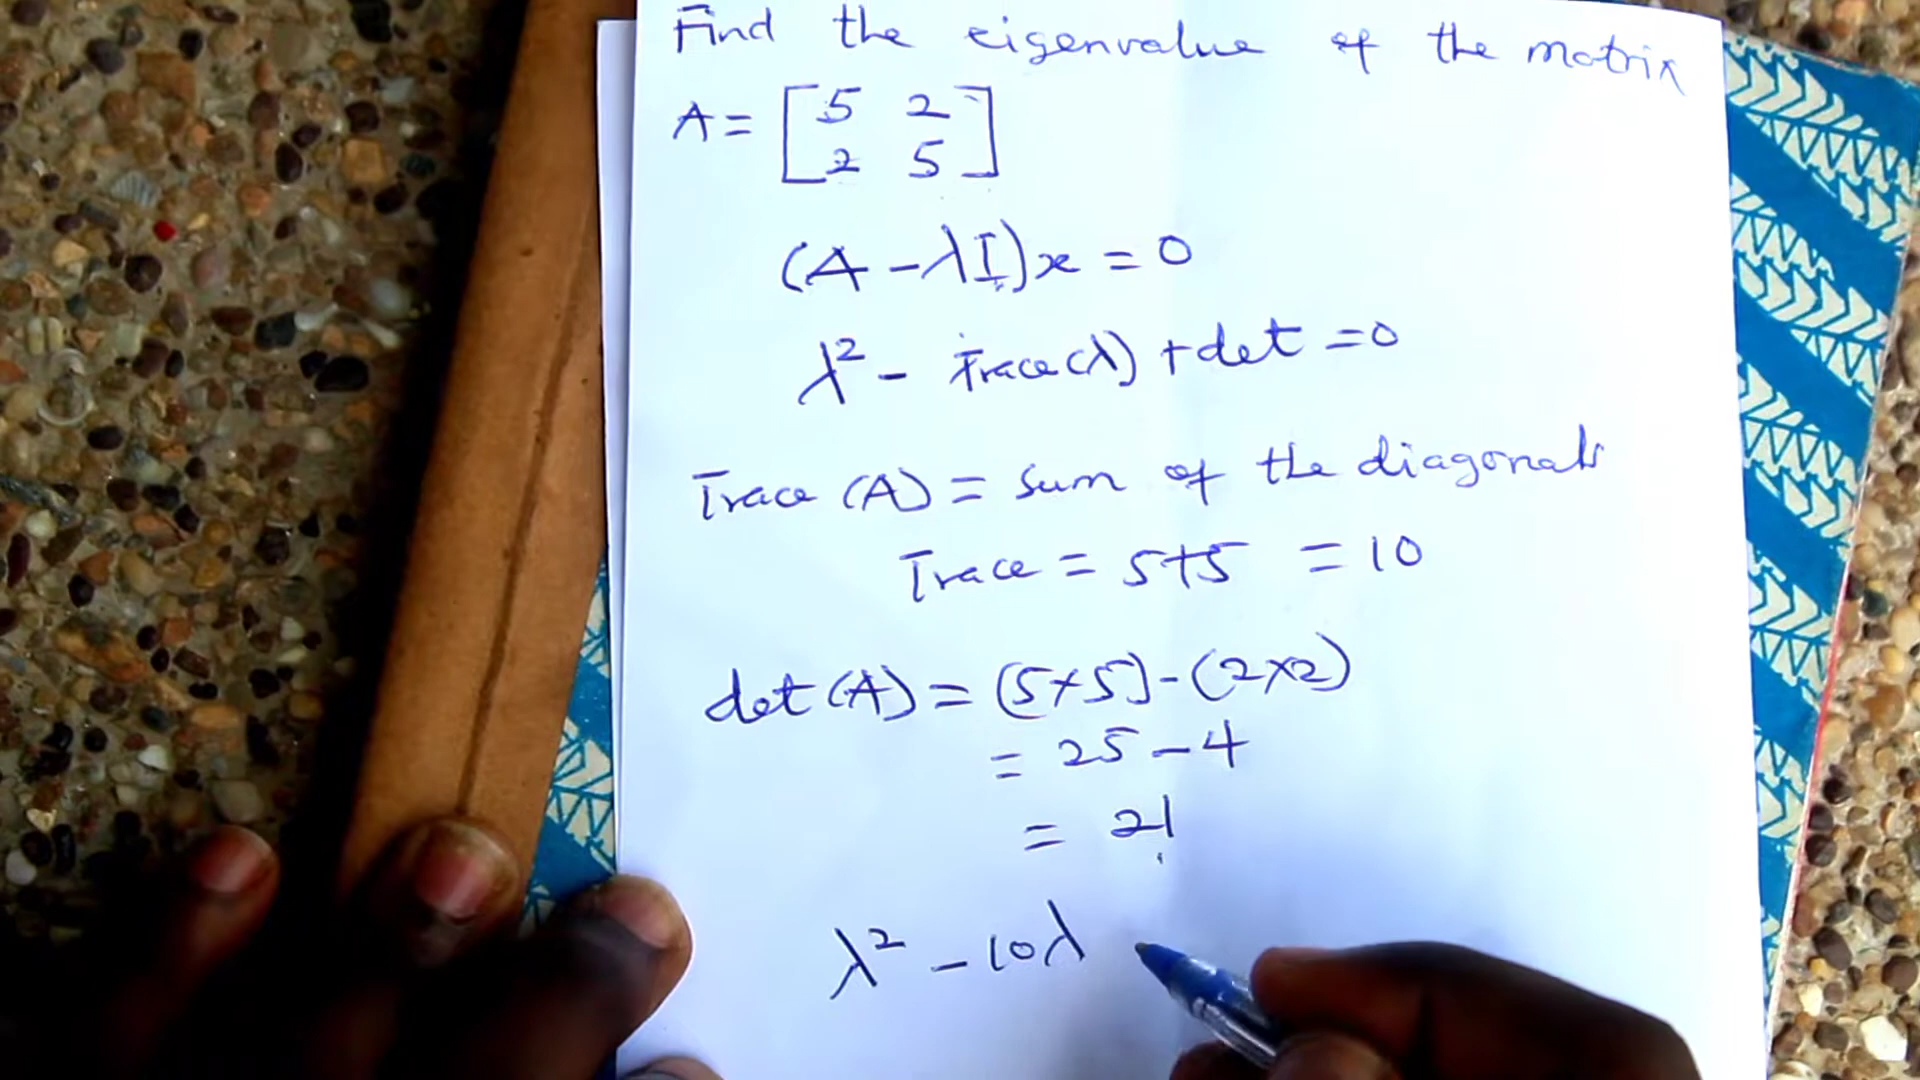 Find the eigenvalue of the matrix
A = [5 2
2 5]
(A - λI)x = 0
λ² - Trace(λ) + det = 0
Trace (A) = sum of the diagonals
Trace = 5+5 = 10
det (A) = (5×5) - (2×2)
= 25 - 4
= 21
λ² - 10λ